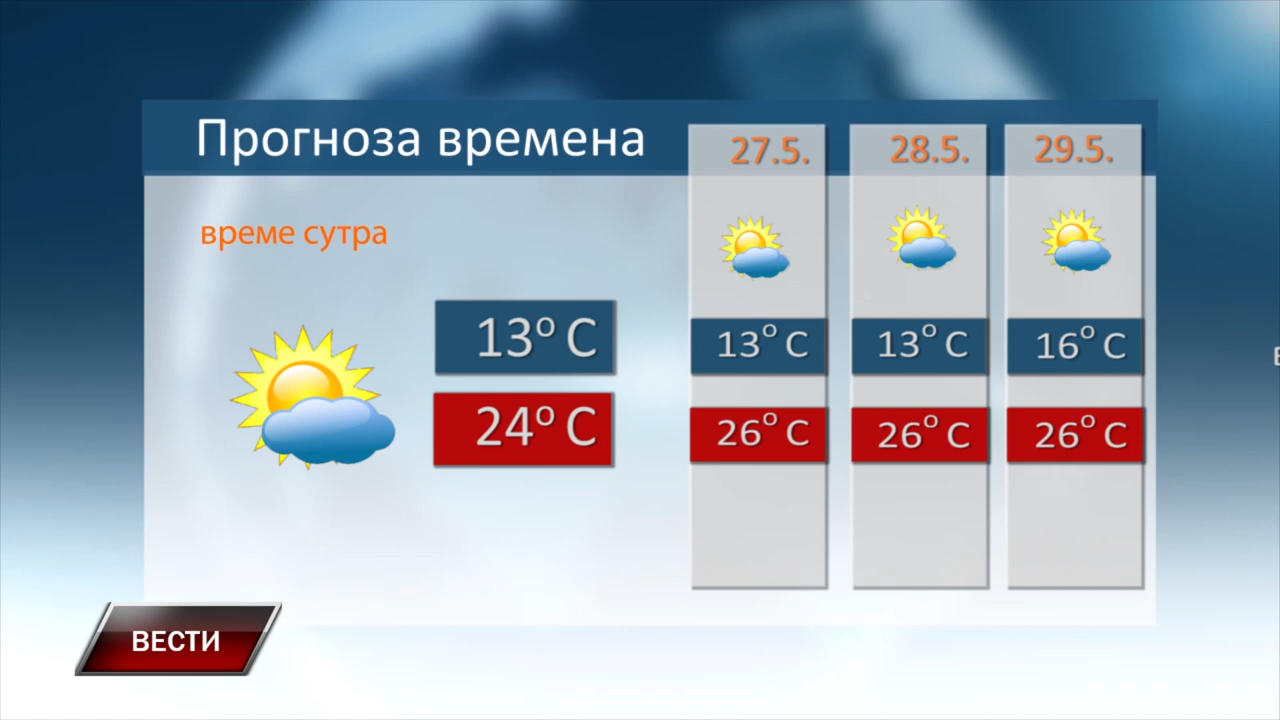 Прогноза времена
27.5.
28.5.
29.5.
време сутра
13° C
24° C
13° C
13° C
16° C
26° C
26° C
26° C
ВЕСТИ